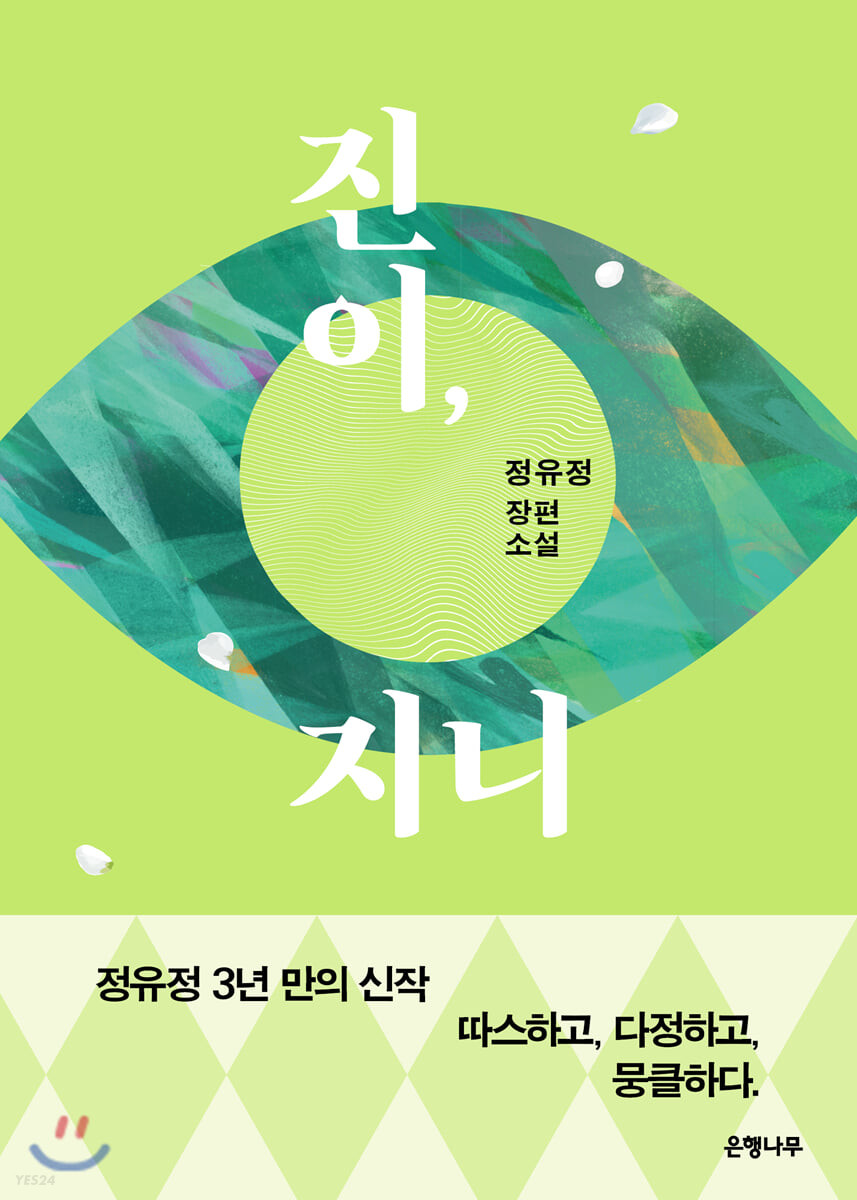 진
이,
정유정
장편
소설
지니
정유정 3년 만의 신작
따스하고, 다정하고,
뭉클하다.
은행나무
YES24